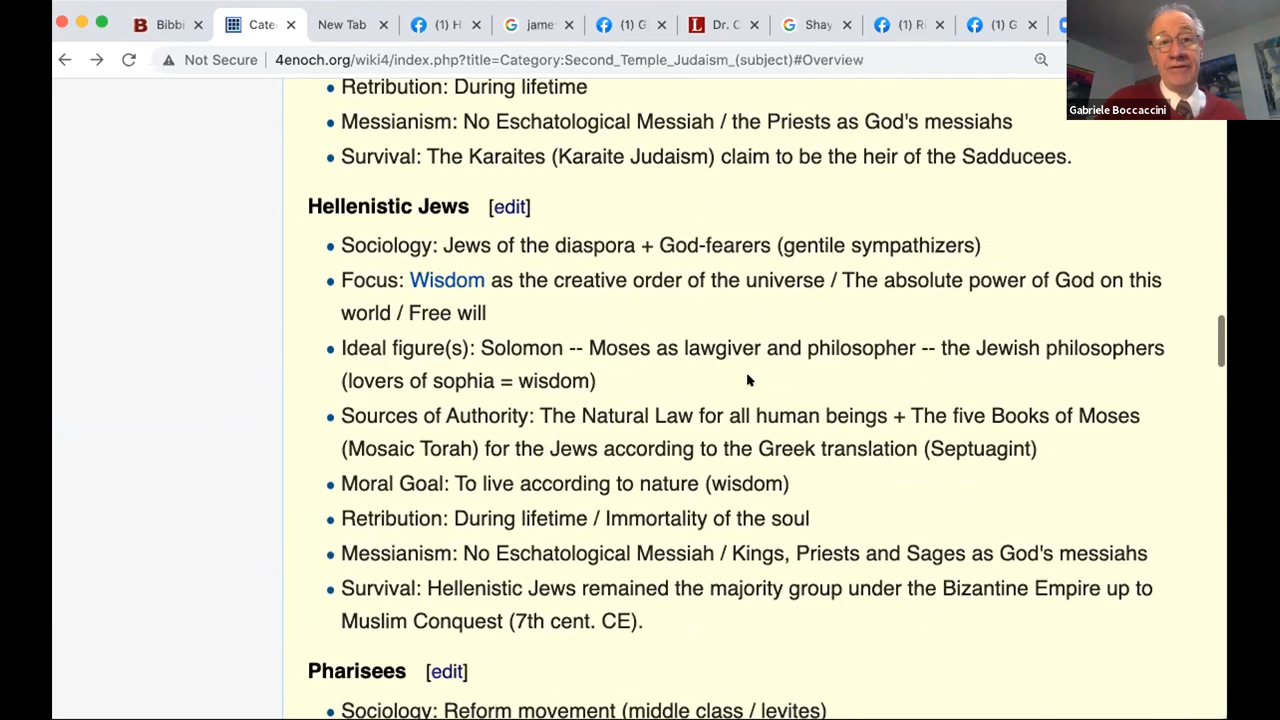 Bibbi
Cate
New Tab
(1) H
jame
(1) G
Dr. C
Shay
(1) Ri
(1) G
Not Secure
4enoch.org/wiki4/index.php?title=Category:Second_Temple_Judaism_(subject)#Overview
Gabriele Boccaccini
Retribution: During lifetime
Messianism: No Eschatological Messiah / the Priests as God's messiahs
Survival: The Karaites (Karaite Judaism) claim to be the heir of the Sadducees.
Hellenistic Jews [edit]
Sociology: Jews of the diaspora + God-fearers (gentile sympathizers)
Focus: Wisdom as the creative order of the universe / The absolute power of God on this
world / Free will
Ideal figure(s): Solomon -- Moses as lawgiver and philosopher -- the Jewish philosophers
(lovers of sophia = wisdom)
Sources of Authority: The Natural Law for all human beings + The five Books of Moses
(Mosaic Torah) for the Jews according to the Greek translation (Septuagint)
Moral Goal: To live according to nature (wisdom)
Retribution: During lifetime / Immortality of the soul
Messianism: No Eschatological Messiah / Kings, Priests and Sages as God's messiahs
Survival: Hellenistic Jews remained the majority group under the Bizantine Empire up to
Muslim Conquest (7th cent. CE).
Pharisees [edit]
Sociology: Reform movement (middle class / levites)